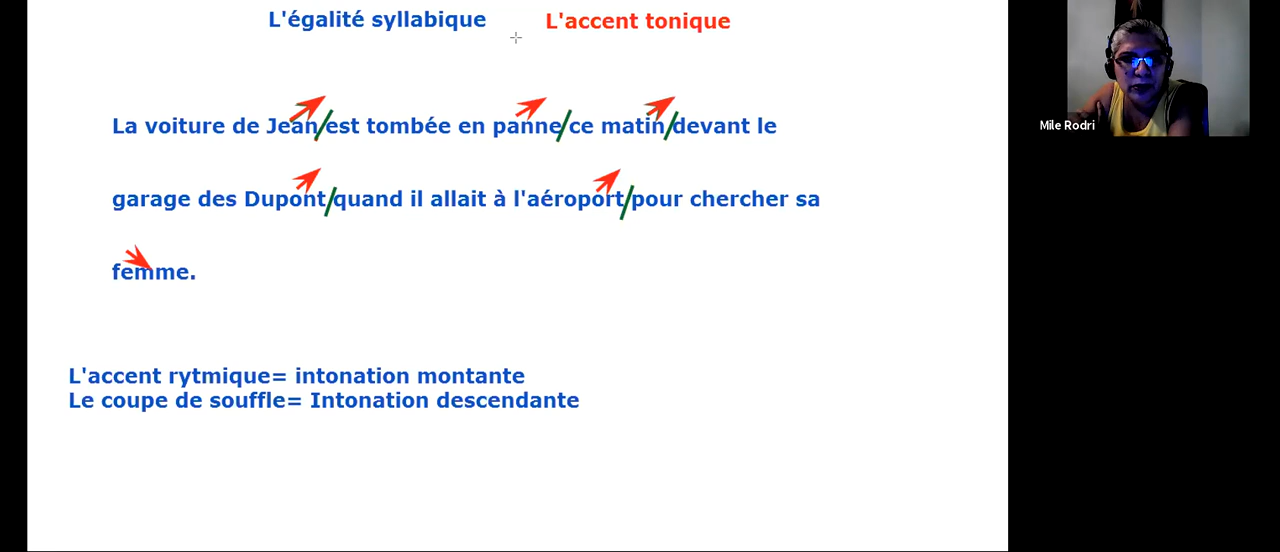 L'égalité syllabique L'accent tonique
La voiture de Jean/est tombée en panne/ce matin/devant le
garage des Dupont/quand il allait à l'aéroport/pour chercher sa
femme.
L'accent rytmique= intonation montante
Le coupe de souffle= Intonation descendante
Mile Rodri